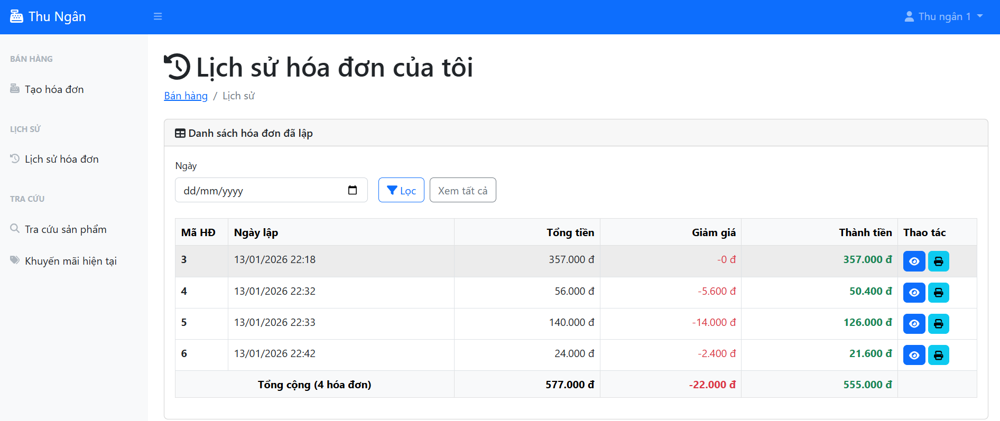 Thu Ngân
Thu ngân 1
BÁN HÀNG
Tạo hóa đơn
LỊCH SỬ
Lịch sử hóa đơn
TRA CỨU
Tra cứu sản phẩm
Khuyến mãi hiện tại
Lịch sử hóa đơn của tôi
Bán hàng / Lịch sử
Danh sách hóa đơn đã lập
Ngày
dd/mm/yyyy
Lọc
Xem tất cả
Mã HĐ Ngày lập Tổng tiền Giảm giá Thành tiền Thao tác
3 13/01/2026 22:18 357.000 đ -0 đ 357.000 đ
4 13/01/2026 22:32 56.000 đ -5.600 đ 50.400 đ
5 13/01/2026 22:33 140.000 đ -14.000 đ 126.000 đ
6 13/01/2026 22:42 24.000 đ -2.400 đ 21.600 đ
Tổng cộng (4 hóa đơn) 577.000 đ -22.000 đ 555.000 đ